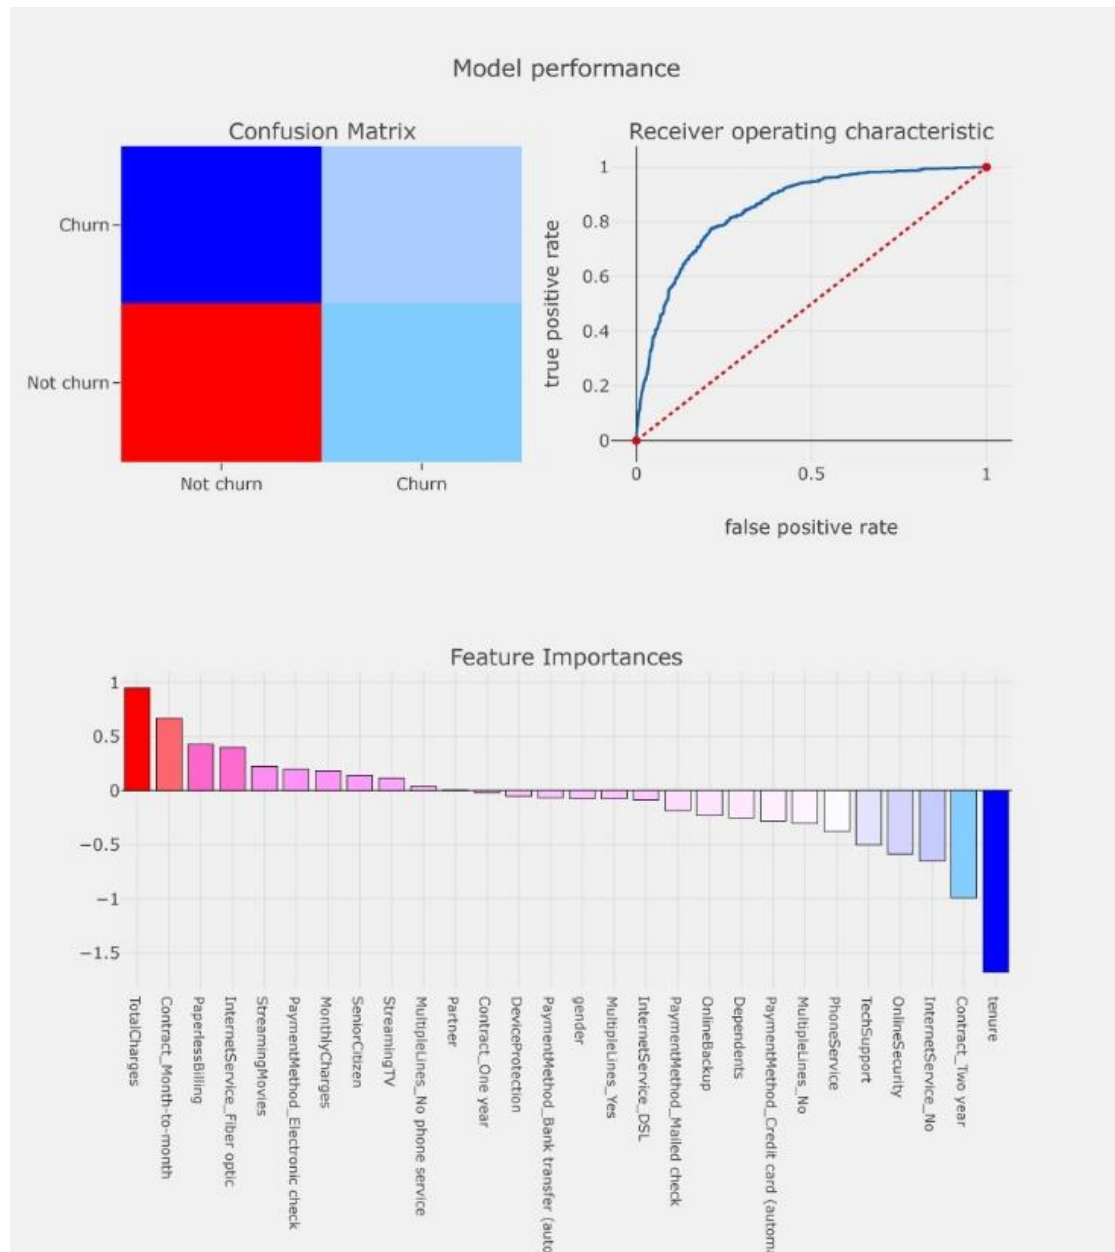 Model performance
Confusion Matrix
Churn
Not churn
Not churn
Churn
Receiver operating characteristic
true positive rate
1
0.8
0.6
0.4
0.2
0
0
0.5
1
false positive rate
Feature Importances
1
0.5
0
−0.5
−1
−1.5
TotalCharges
Contract_Month-to-month
PaperlessBilling
InternetService_Fiber optic
StreamingMovies
PaymentMethod_Electronic check
MonthlyCharges
SeniorCitizen
StreamingTV
MultipleLines_No phone service
Partner
Contract_One year
DeviceProtection
PaymentMethod_Bank transfer (auto
gender
MultipleLines_Yes
InternetService_DSL
PaymentMethod_Mailed check
OnlineBackup
Dependents
PaymentMethod_Credit card (automa
MultipleLines_No
PhoneService
TechSupport
OnlineSecurity
InternetService_No
Contract_Two year
tenure